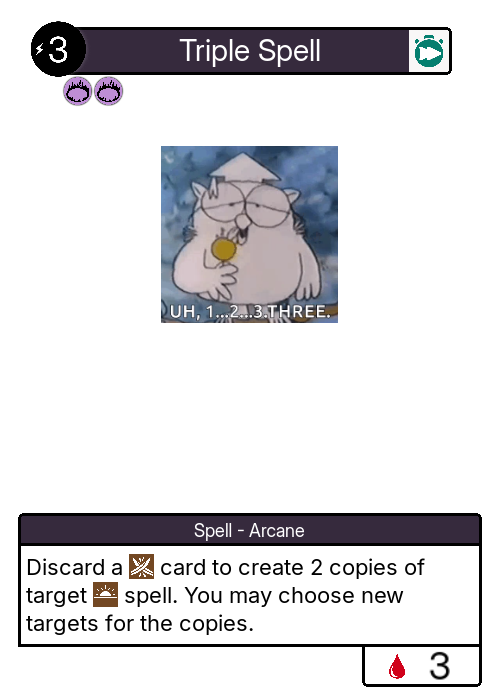 3
Triple Spell
UH, 1...2...3.THREE.
Spell - Arcane
Discard a card to create 2 copies of
target spell. You may choose new
targets for the copies.
3